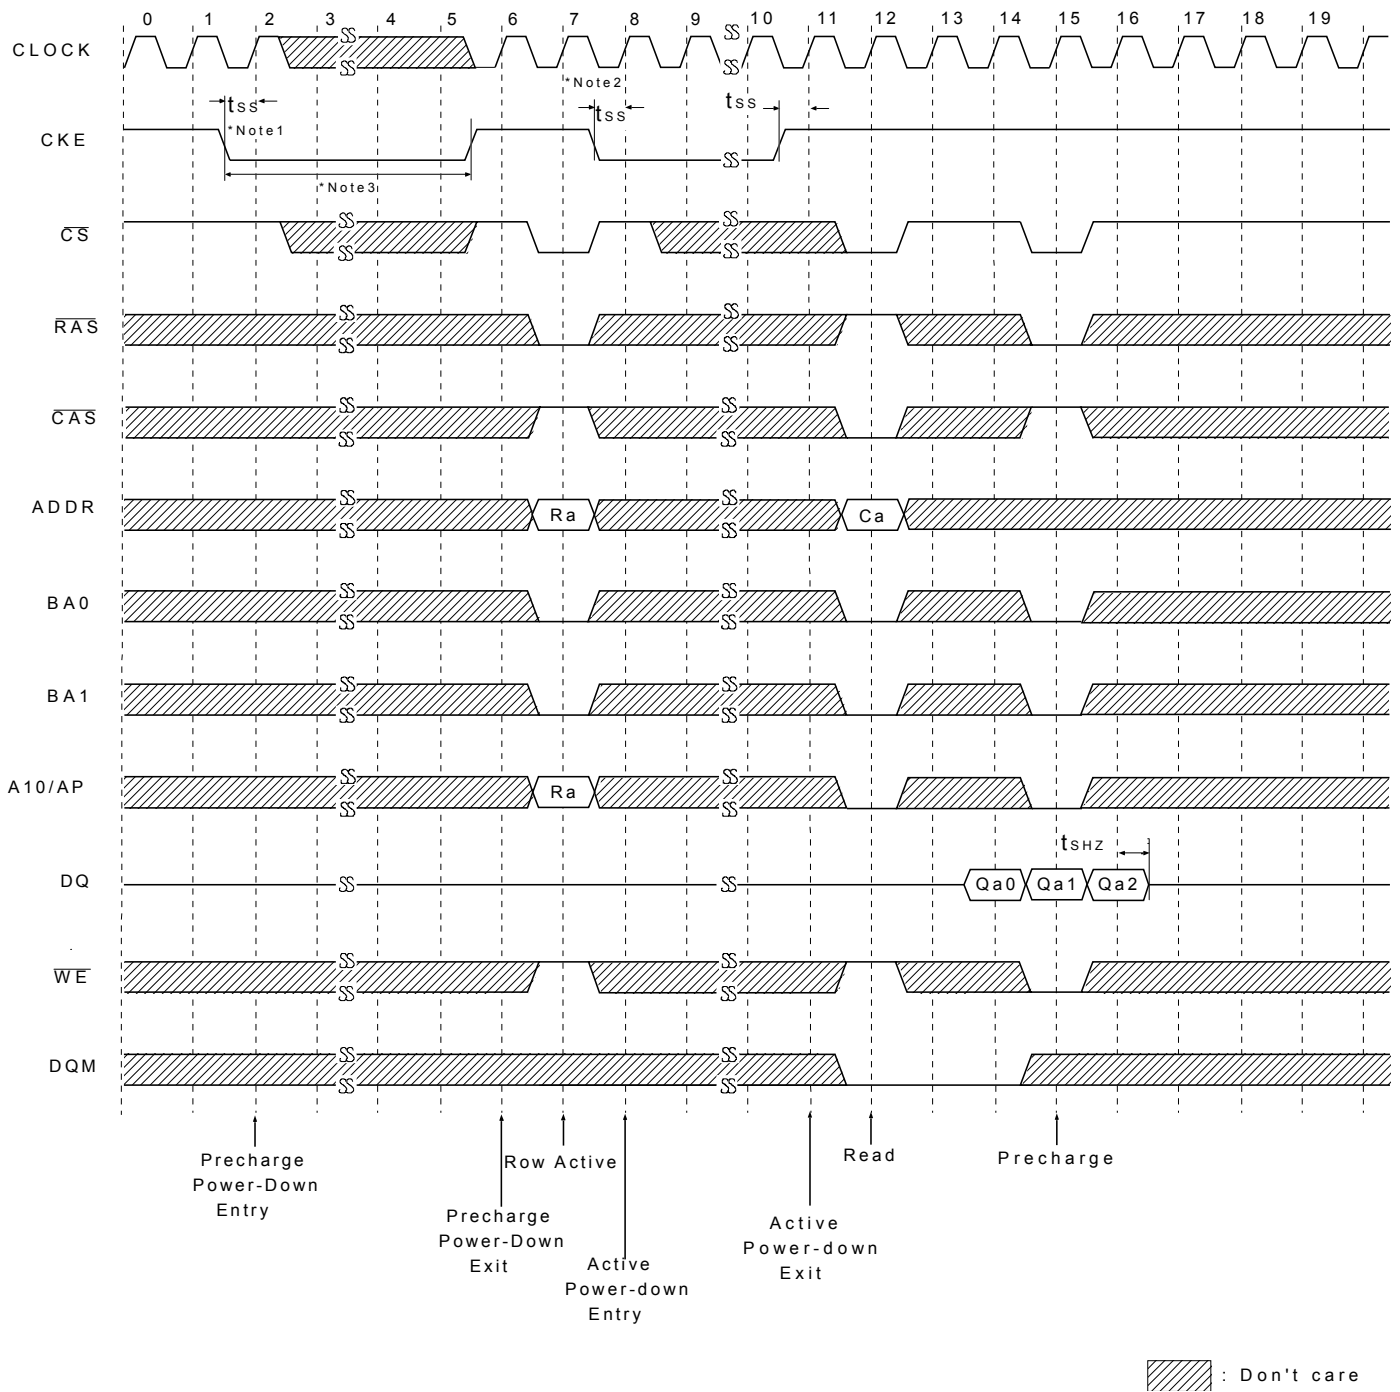 0 1 2 3 4 5 6 7 8 9 10 11 12 13 14 15 16 17 18 19
CLOCK
*Note2
tSS tSS tSS
*Note1
CKE
*Note3
CS
RAS
CAS
ADDR Ra Ca
BA0
BA1
A10/AP Ra
tSHZ
DQ Qa0 Qa1 Qa2
WE
DQM
Precharge
Power-Down
Entry
Row Active
Read
Precharge
Precharge
Power-Down
Exit
Active
Power-down
Exit
Active
Power-down
Entry
: Don't care